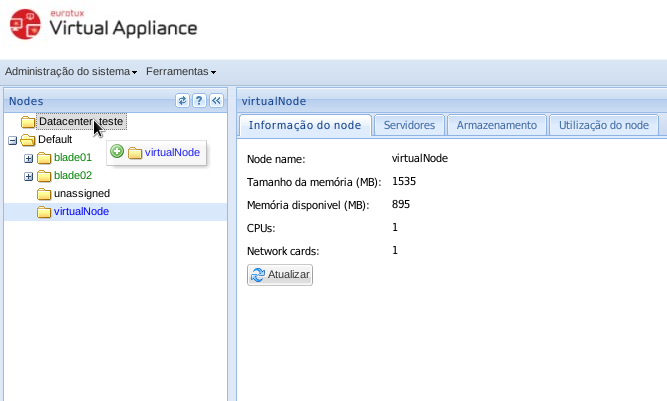 eurotux
Virtual Appliance
Administração do sistema Ferramentas
Nodes
Datacenter teste
Default
blade01
virtualNode
blade02
unassigned
virtualNode
virtualNode
Informação do node Servidores Armazenamento Utilização do node
Node name: virtualNode
Tamanho da memória (MB): 1535
Memória disponivel (MB): 895
CPUs: 1
Network cards: 1
Atualizar